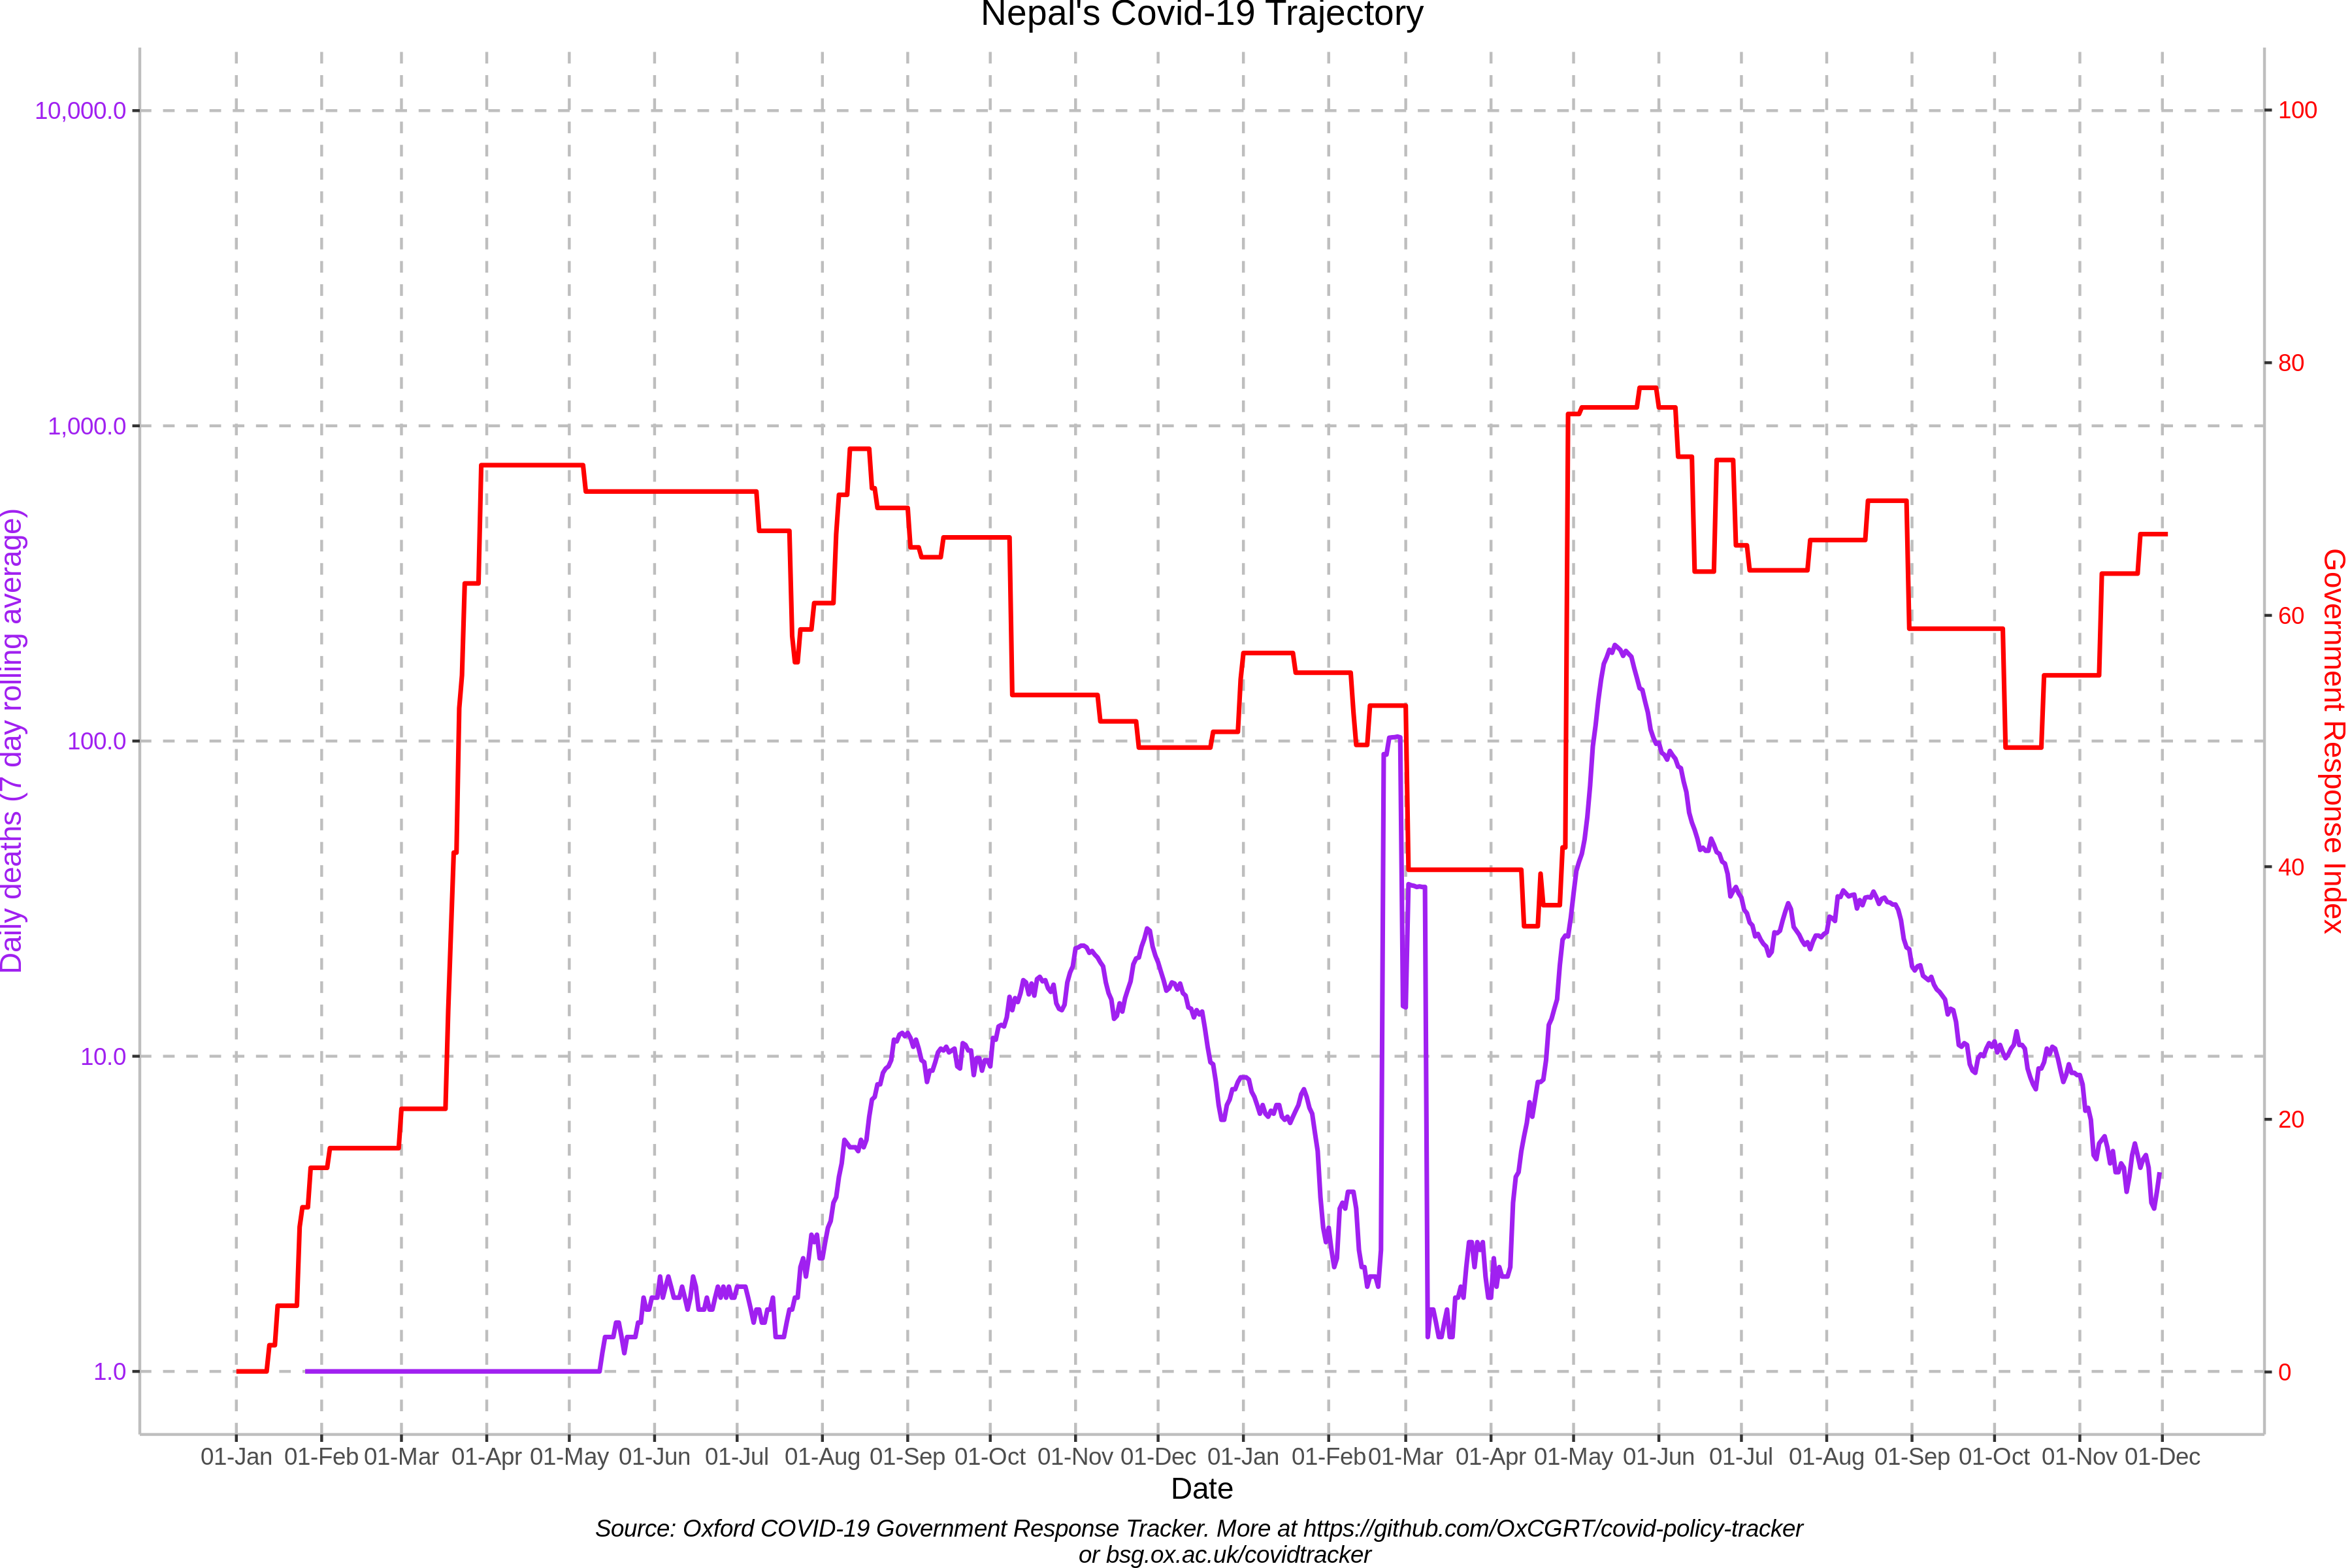 Nepal's Covid-19 Trajectory
10,000.0
1,000.0
100.0
10.0
1.0
Daily deaths (7 day rolling average)
100
80
60
40
20
0
Government Response Index
01-Jan 01-Feb 01-Mar 01-Apr 01-May 01-Jun 01-Jul 01-Aug 01-Sep 01-Oct 01-Nov 01-Dec 01-Jan 01-Feb 01-Mar 01-Apr 01-May 01-Jun 01-Jul 01-Aug 01-Sep 01-Oct 01-Nov 01-Dec
Date
Source: Oxford COVID-19 Government Response Tracker. More at https://github.com/OxCGRT/covid-policy-tracker
or bsg.ox.ac.uk/covidtracker